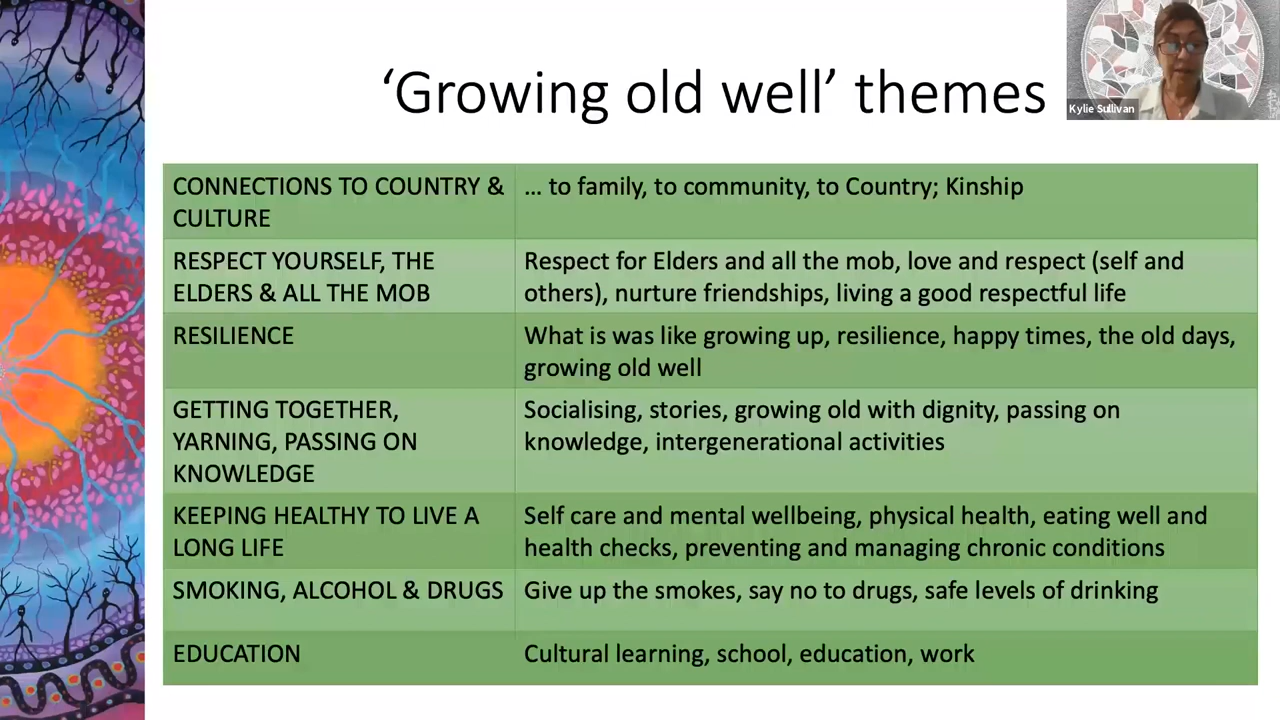 ‘Growing old well’ themes
Kylie Sullivan
CONNECTIONS TO COUNTRY &
CULTURE
... to family, to community, to Country; Kinship
RESPECT YOURSELF, THE
ELDERS & ALL THE MOB
Respect for Elders and all the mob, love and respect (self and
others), nurture friendships, living a good respectful life
RESILIENCE
What is was like growing up, resilience, happy times, the old days,
growing old well
GETTING TOGETHER,
YARNING, PASSING ON
KNOWLEDGE
Socialising, stories, growing old with dignity, passing on
knowledge, intergenerational activities
KEEPING HEALTHY TO LIVE A
LONG LIFE
Self care and mental wellbeing, physical health, eating well and
health checks, preventing and managing chronic conditions
SMOKING, ALCOHOL & DRUGS
Give up the smokes, say no to drugs, safe levels of drinking
EDUCATION
Cultural learning, school, education, work